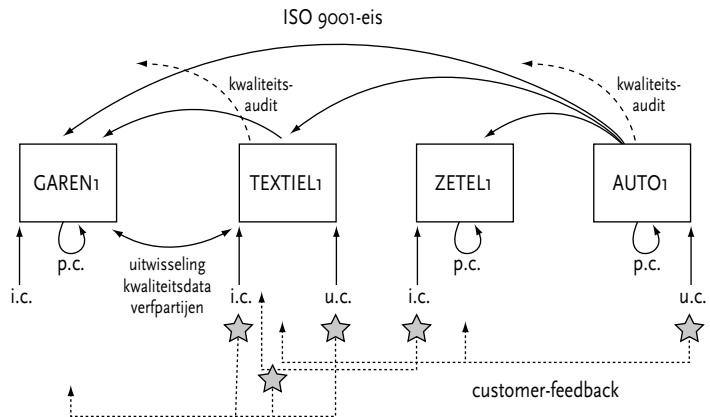 ISO 9001-eis
kwaliteits-
audit
kwaliteits-
audit
GAREN1
TEXTIEL1
ZETEL1
AUTO1
p.c.
uitwisseling
kwaliteitsdata
verfpartijen
p.c.
p.c.
i.c.
i.c.
u.c.
i.c.
u.c.
customer-feedback